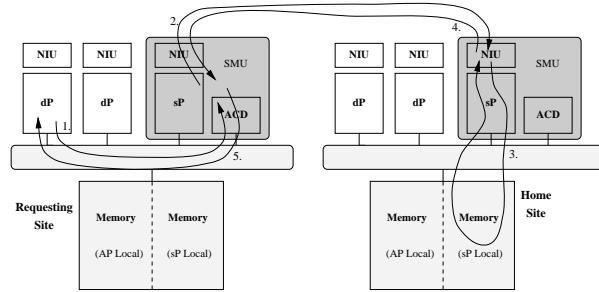 2.
4.
NIU
NIU
NIU
SMU
NIU
NIU
NIU
SMU
dP
dP
sP
ACD
dP
dP
sP
ACD
1.
5.
3.
Requesting
Site
Memory
Memory
(AP Local)
(sP Local)
Memory
Memory
(AP Local)
(sP Local)
Home
Site